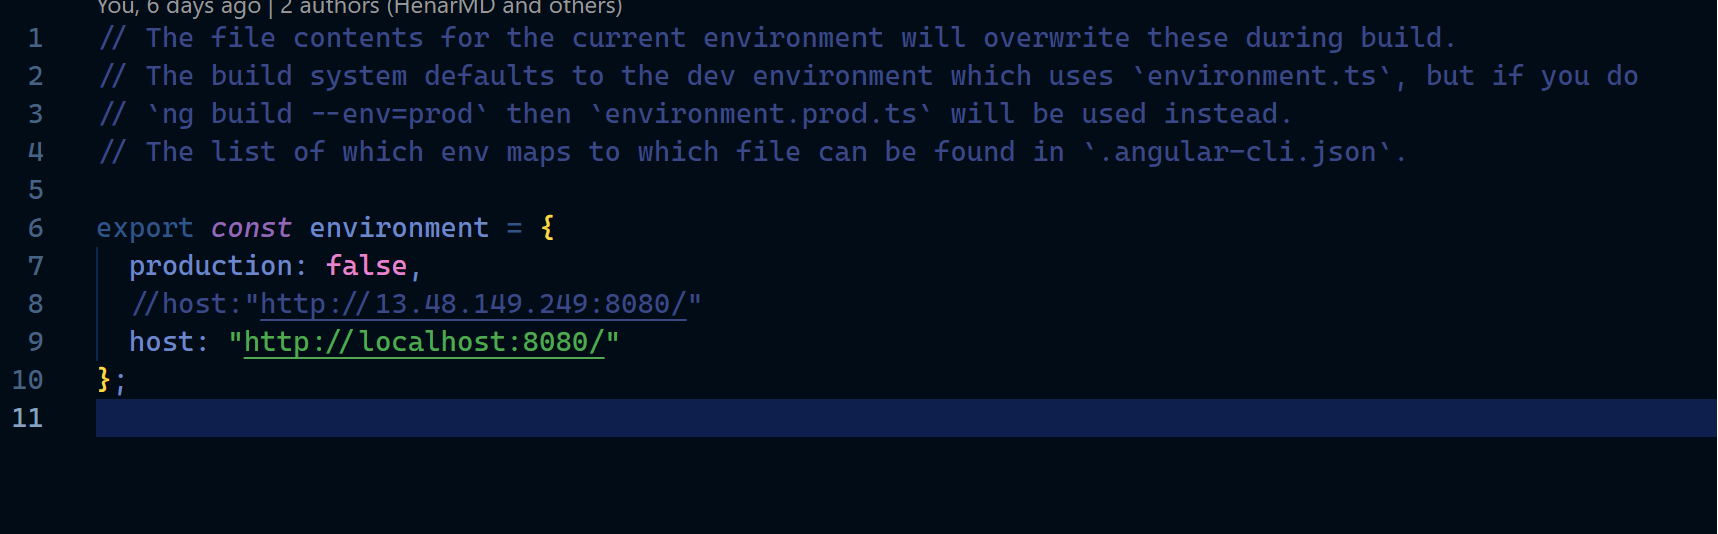 You, 6 days ago | 2 authors (HenarMD and others)
1 // The file contents for the current environment will overwrite these during build.
2 // The build system defaults to the dev environment which uses `environment.ts`, but if you do
3 // `ng build --env=prod` then `environment.prod.ts` will be used instead.
4 // The list of which env maps to which file can be found in `.angular-cli.json`.
5
6 export const environment = {
7 production: false,
8 //host:"http://13.48.149.249:8080/"
9 host: "http://localhost:8080/"
10 };
11